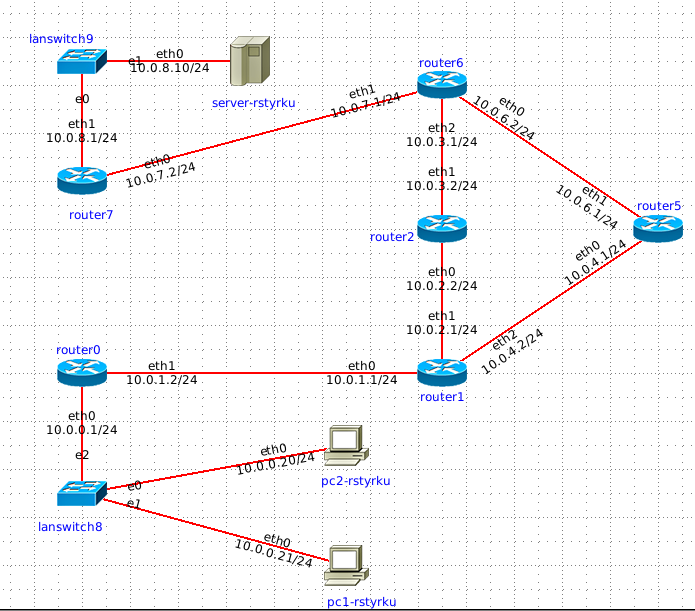 lanswitch9
e1
eth0
10.0.8.10/24
server-rstyrku
e0
eth1
10.0.8.1/24
router7
eth0
10.0.7.2/24
eth1
10.0.7.1/24
router6
eth0
10.0.6.2/24
eth2
10.0.3.1/24
eth1
10.0.3.2/24
router2
eth1
10.0.6.1/24
router5
eth0
10.0.4.1/24
eth0
10.0.2.2/24
eth1
10.0.2.1/24
eth2
10.0.4.2/24
router0
eth1
10.0.1.2/24
eth0
10.0.1.1/24
router1
eth0
10.0.0.1/24
e2
lanswitch8
e0
e1
eth0
10.0.0.20/24
pc2-rstyrku
eth0
10.0.0.21/24
pc1-rstyrku